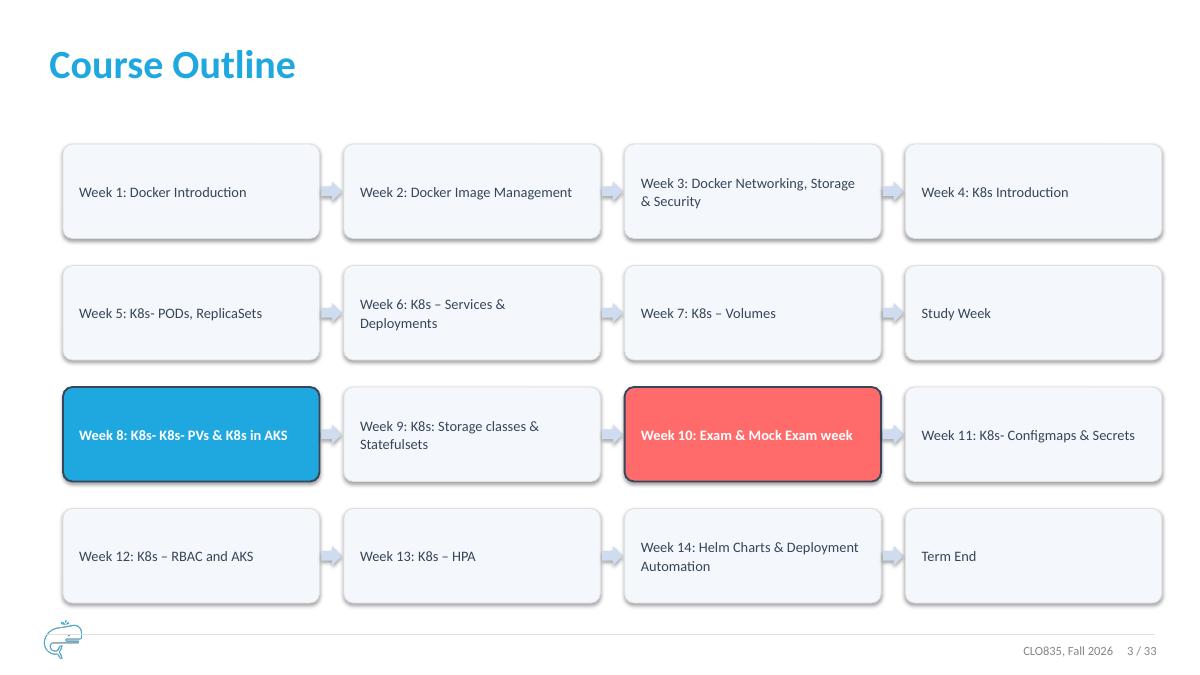 Course Outline
Week 1: Docker Introduction
Week 2: Docker Image Management
Week 3: Docker Networking, Storage
& Security
Week 4: K8s Introduction
Week 5: K8s- PODs, ReplicaSets
Week 6: K8s – Services &
Deployments
Week 7: K8s – Volumes
Study Week
Week 8: K8s- K8s- PVs & K8s in AKS
Week 9: K8s: Storage classes &
Statefulsets
Week 10: Exam & Mock Exam week
Week 11: K8s- Configmaps & Secrets
Week 12: K8s – RBAC and AKS
Week 13: K8s – HPA
Week 14: Helm Charts & Deployment
Automation
Term End
CLO835, Fall 2026 3 / 33